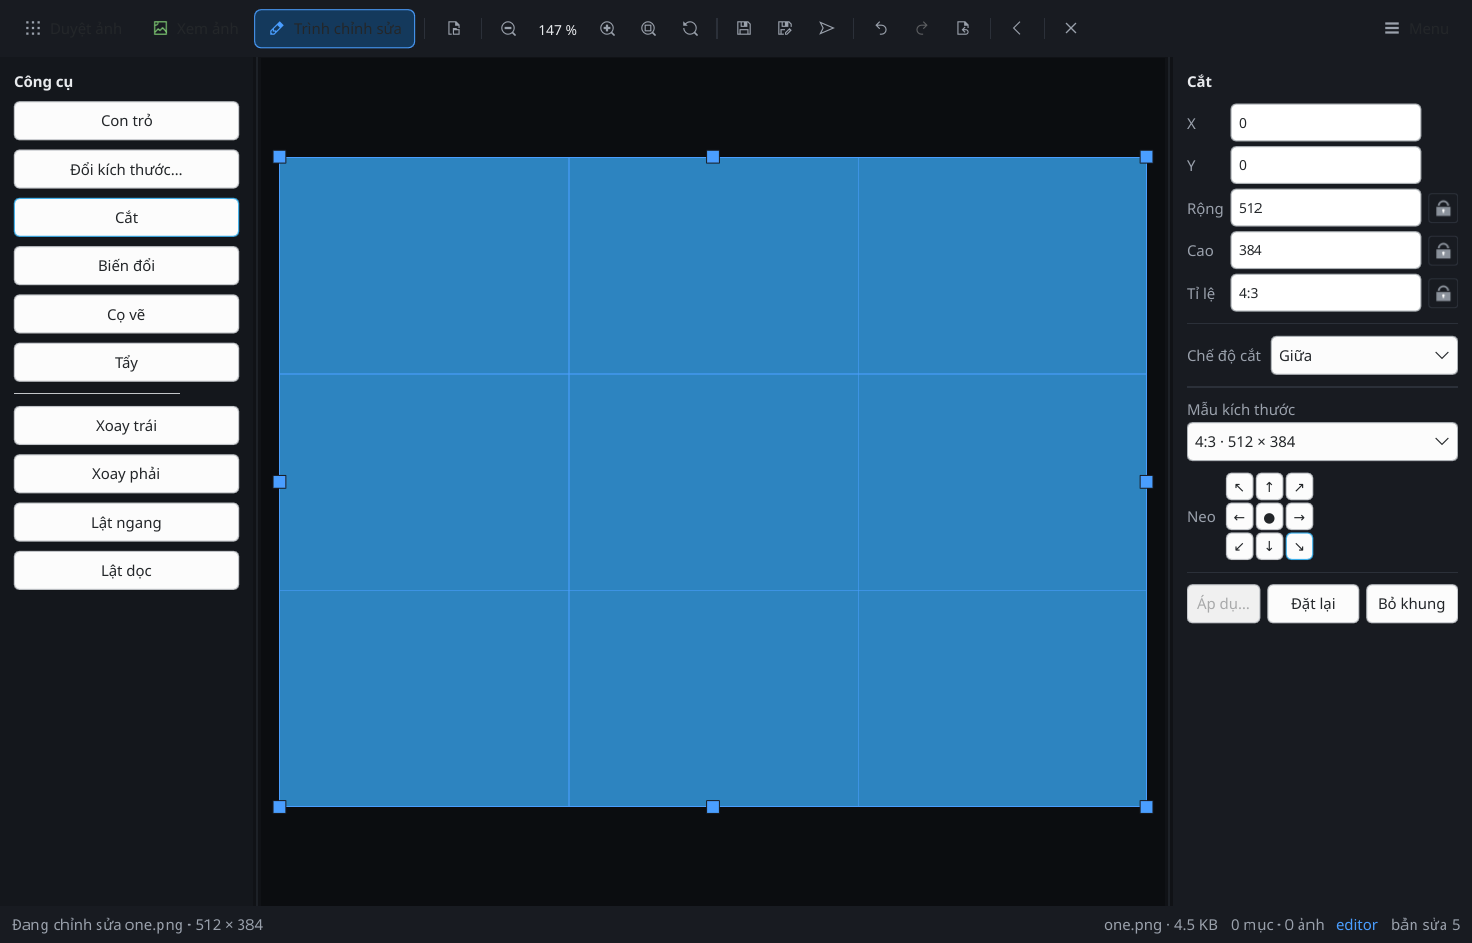 Duyệt ảnh Xem ảnh Trình chỉnh sửa 147 % Menu
Công cụ
Con trỏ
Đổi kích thước...
Cắt
Biến đổi
Cọ vẽ
Tẩy
Xoay trái
Xoay phải
Lật ngang
Lật dọc
Cắt
X 0
Y 0
Rộng 512
Cao 384
Tỉ lệ 4:3
Chế độ cắt Giữa
Mẫu kích thước
4:3 · 512 × 384
↖ ↑ ↗
Neo ← ● →
↙ ↓ ↘
Áp dụ... Đặt lại Bỏ khung
Đang chỉnh sửa one.png · 512 × 384
one.png · 4.5 KB 0 mục · 0 ảnh editor bản sửa 5